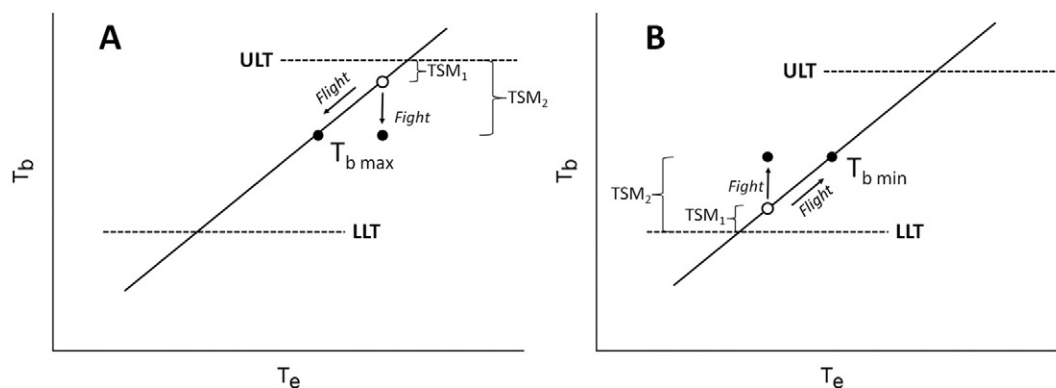 A
ULT
TSM1
TSM2
Flight
Fight
Tb max
LLT
Tb
Te
B
ULT
Tb min
Fight
Flight
TSM2
TSM1
LLT
Tb
Te